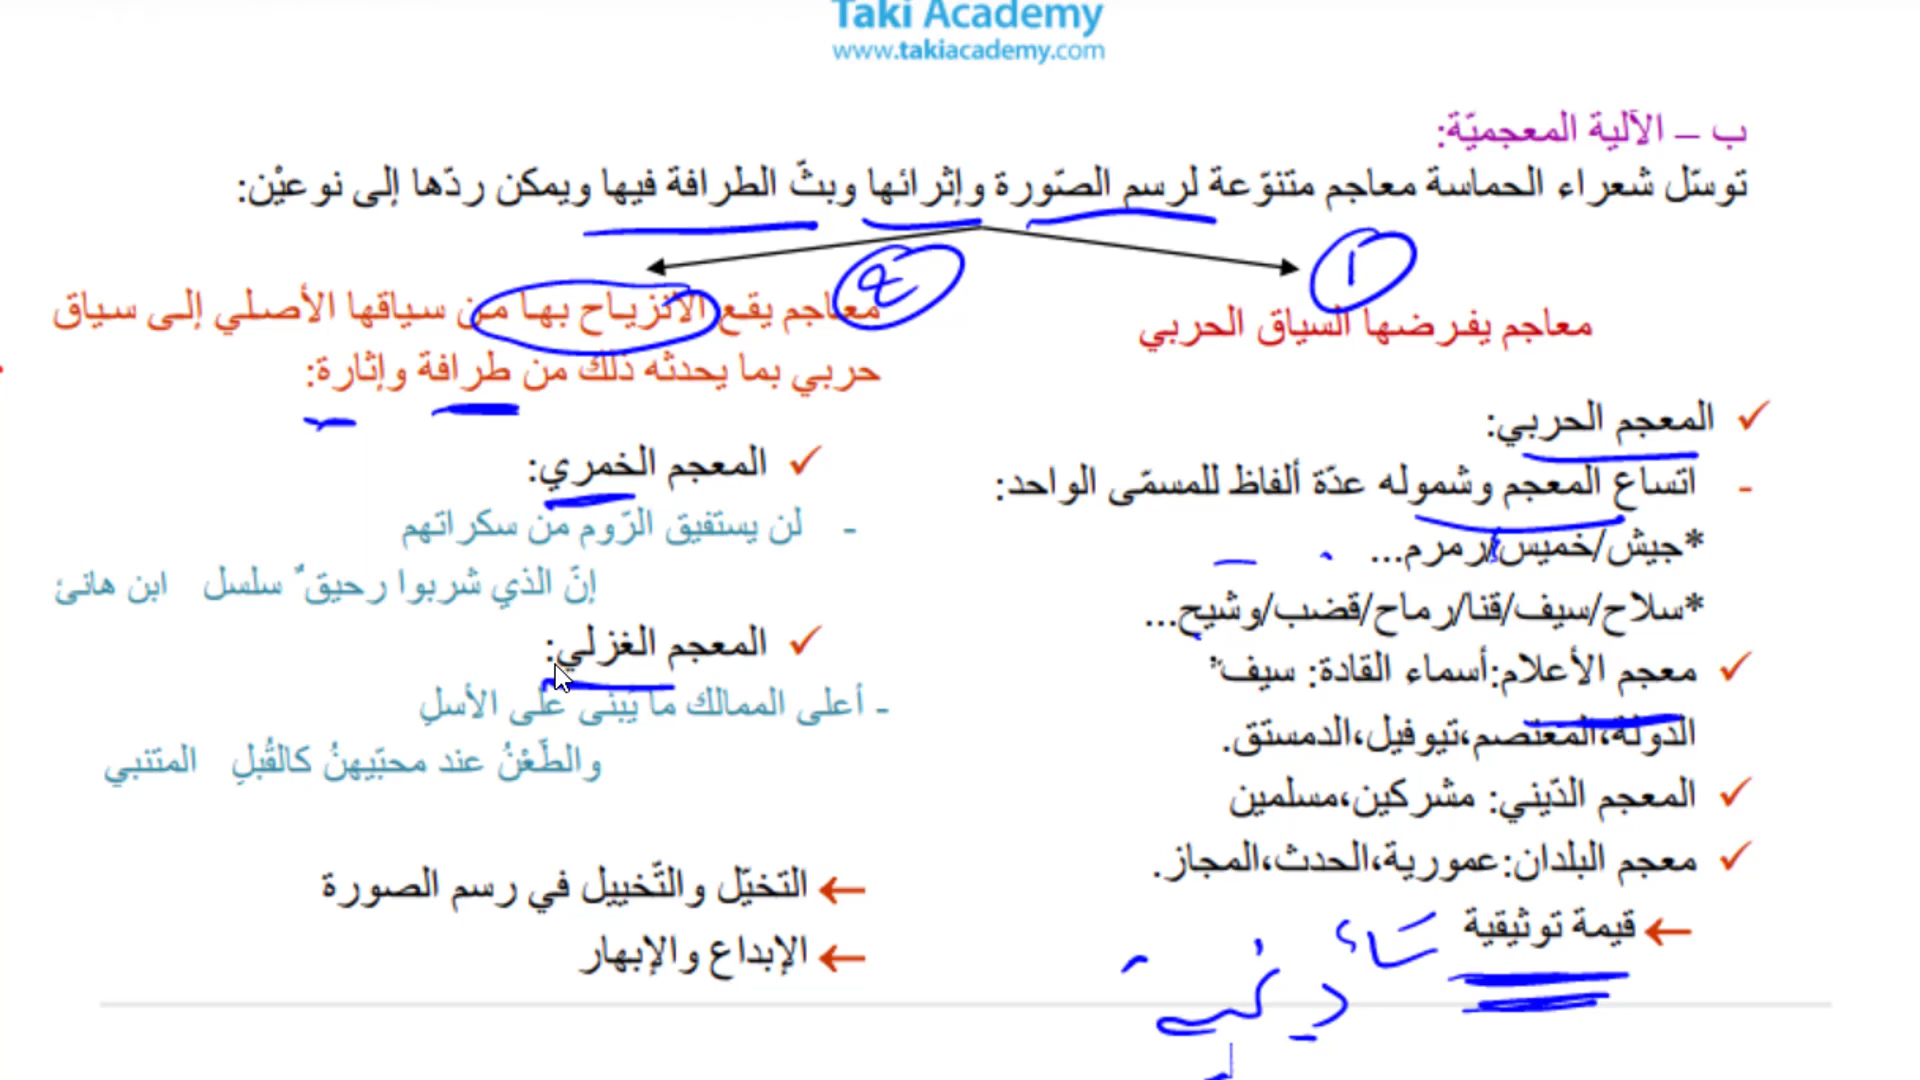 Taki Academy
www.takiacademy.com
ب – الآلية المعجميّة:
توسّل شعراء الحماسة معاجم متنوّعة لرسم الصّورة وإثرائها وبثّ الطرافة فيها ويمكن ردّها إلى نوعيْن:
1
معاجم يفرضها السياق الحربي
✓ المعجم الحربي:
- اتساع المعجم وشموله عدّة ألفاظ للمسمّى الواحد:
*جيش/خميس/رمرم...
*سلاح/سيف/قنا/رماح/قضب/وشيح...
✓ معجم الأعلام:أسماء القادة: سيف
الدولة،المعتصم،تيوفيل،الدمستق.
✓ المعجم الدّيني: مشركين،مسلمين
✓ معجم البلدان:عمورية،الحدث،المجاز.
← قيمة توثيقية
2
معاجم يقع الانزياح بها من سياقها الأصلي إلى سياق
حربي بما يحدثه ذلك من طرافة وإثارة:
✓ المعجم الخمري:
- لن يستفيق الرّوم من سكراتهم
إنّ الذي شربوا رحيقٌ سلسل ابن هانئ
✓ المعجم الغزلي:
- أعلى الممالك ما يَبنى على الأسلِ
والطّعْنُ عند محبّيهنُ كالقُبلِ المتنبي
← التخيّل والتّخييل في رسم الصورة
← الإبداع والإبهار